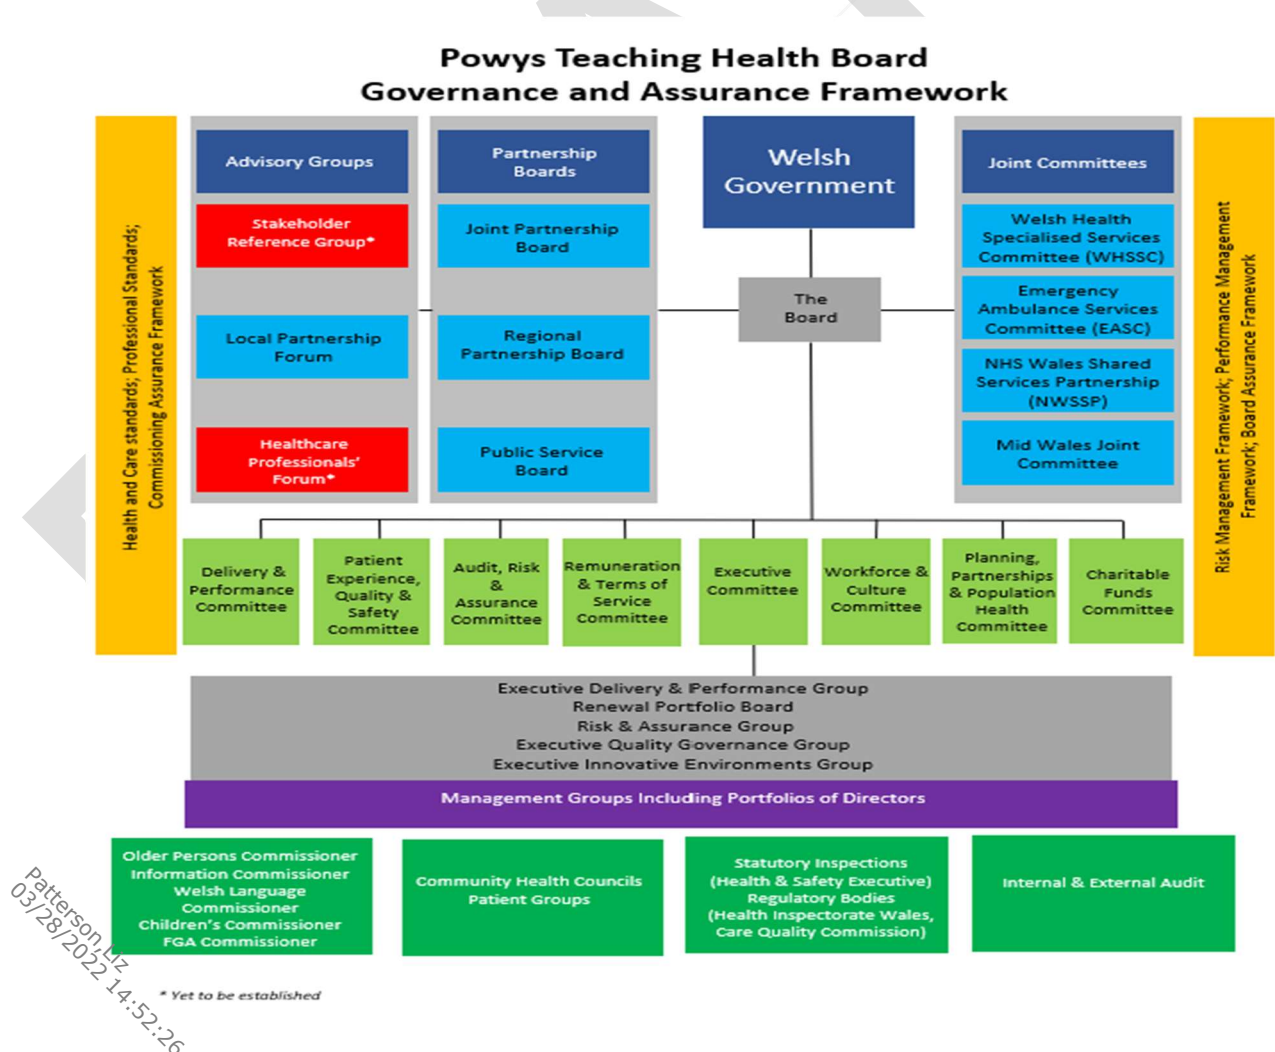 Powys Teaching Health Board
Governance and Assurance Framework
Health and Care standards; Professional Standards;
Commissioning Assurance Framework
Advisory Groups
Stakeholder
Reference Group*
Local Partnership
Forum
Healthcare
Professionals’
Forum*
Partnership
Boards
Joint Partnership
Board
Regional
Partnership Board
Public Service
Board
Welsh
Government
The
Board
Joint Committees
Welsh Health
Specialised Services
Committee (WHSSC)
Emergency
Ambulance Services
Committee (EASC)
NHS Wales Shared
Services Partnership
(NWSSP)
Mid Wales Joint
Committee
Risk Management Framework; Performance Management
Framework; Board Assurance Framework
Delivery &
Performance
Committee
Patient
Experience,
Quality &
Safety
Committee
Audit, Risk
&
Assurance
Committee
Remuneration
& Terms of
Service
Committee
Executive
Committee
Workforce &
Culture
Committee
Planning,
Partnerships
& Population
Health
Committee
Charitable
Funds
Committee
Executive Delivery & Performance Group
Renewal Portfolio Board
Risk & Assurance Group
Executive Quality Governance Group
Executive Innovative Environments Group
Management Groups Including Portfolios of Directors
Older Persons Commissioner
Information Commissioner
Welsh Language
Commissioner
Children’s Commissioner
FGA Commissioner
Community Health Councils
Patient Groups
Statutory Inspections
(Health & Safety Executive)
Regulatory Bodies
(Health Inspectorate Wales,
Care Quality Commission)
Internal & External Audit
* Yet to be established
Patterson,Liz
03/28/2022 14:52:26